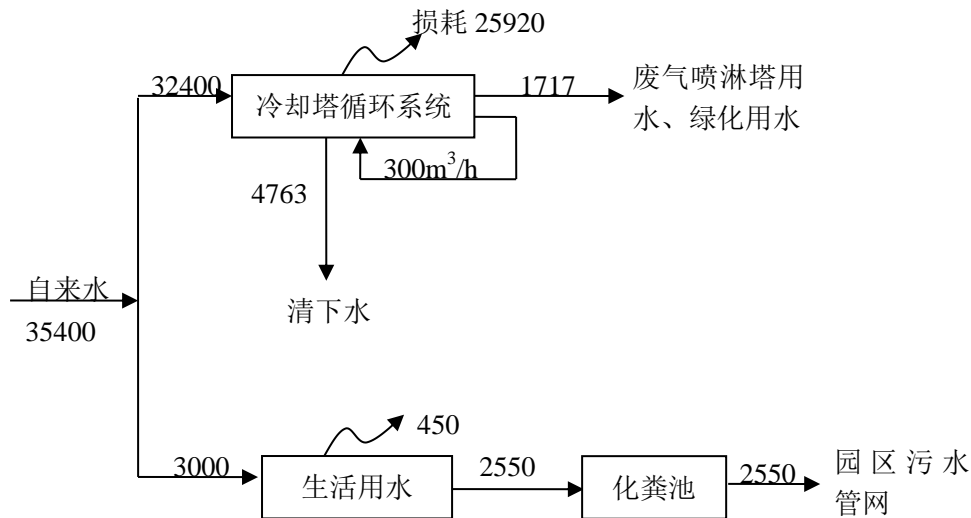 损耗 25920
32400
冷却塔循环系统
1717
废气喷淋塔用
水、绿化用水
300m³/h
4763
清下水
自来水
35400
450
3000
生活用水
2550
化粪池
2550
园区污水
管网